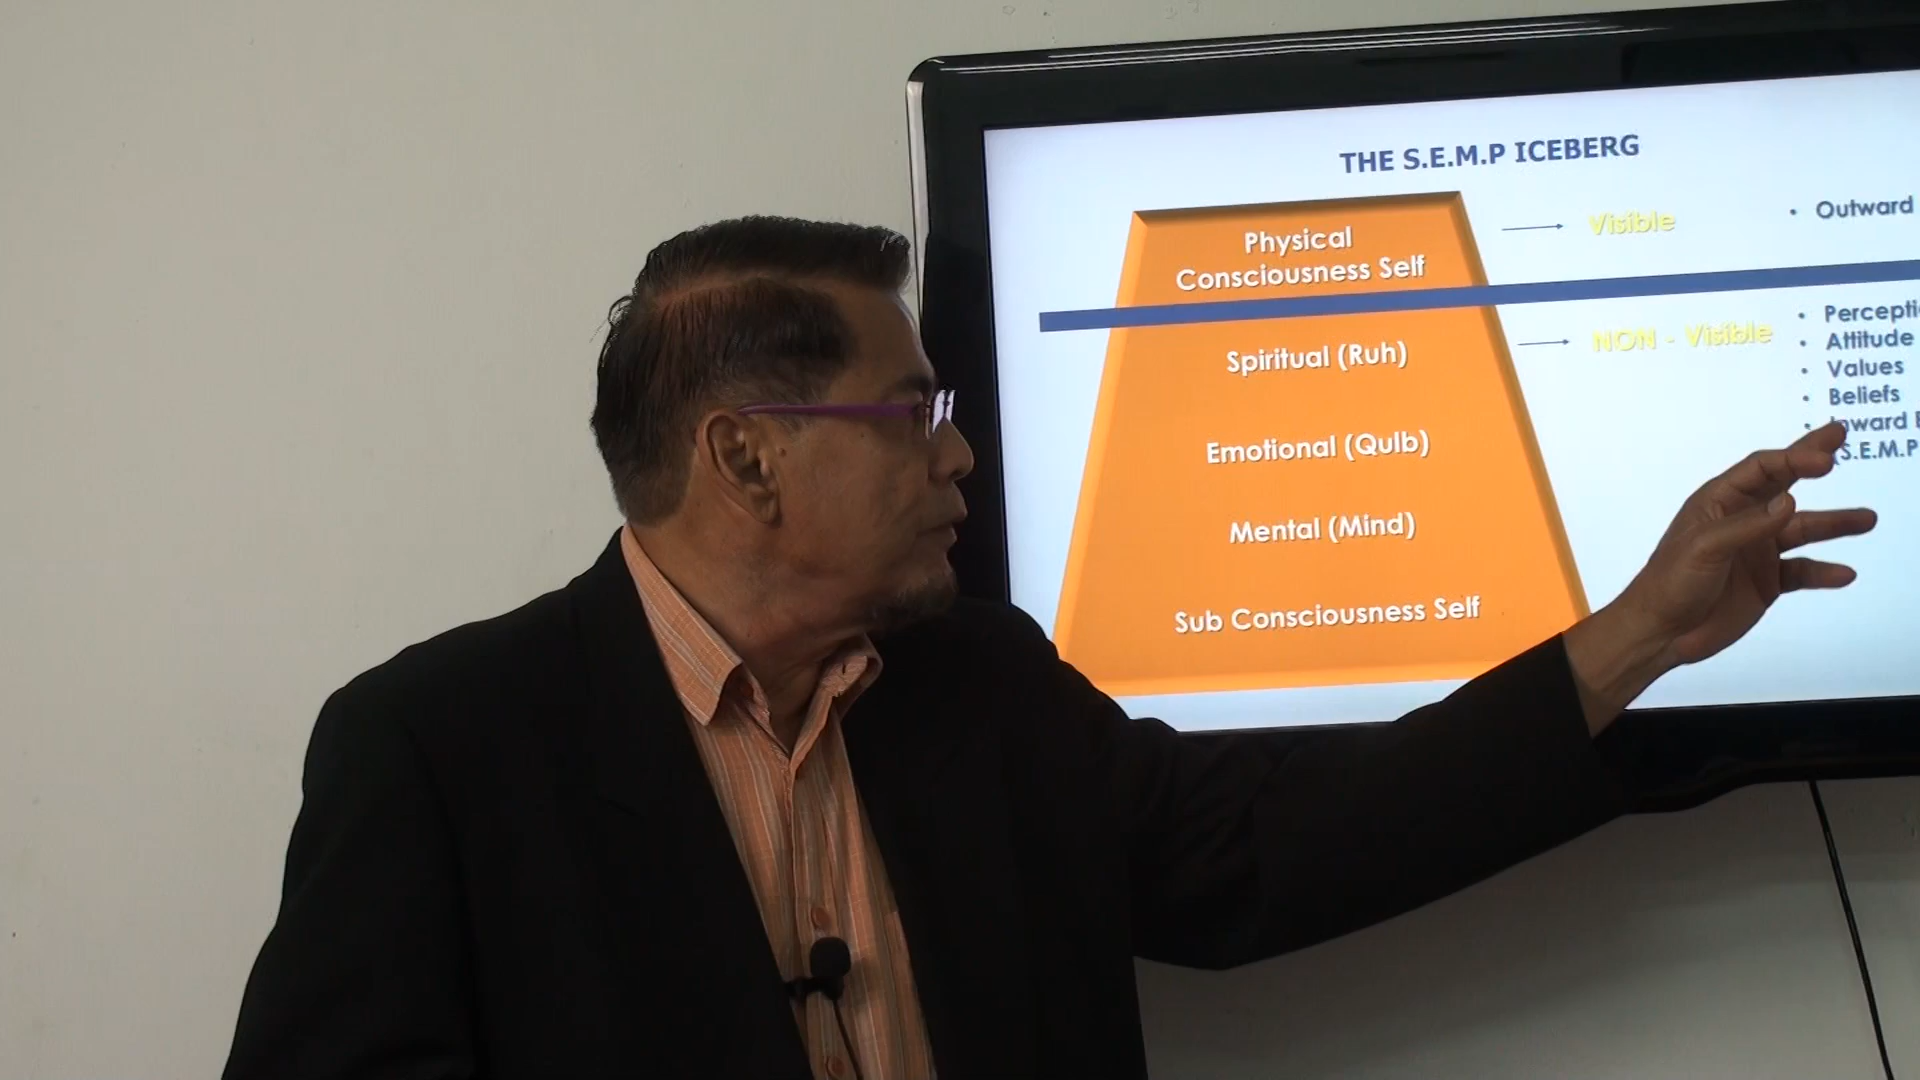 THE S.E.M.P ICEBERG
Physical
Consciousness Self
Visible
• Outward
Spiritual (Ruh)
NON - Visible
Emotional (Qulb)
Mental (Mind)
Sub Consciousness Self
• Attitude
• Values
• Beliefs
• Inward
(S.E.M.P